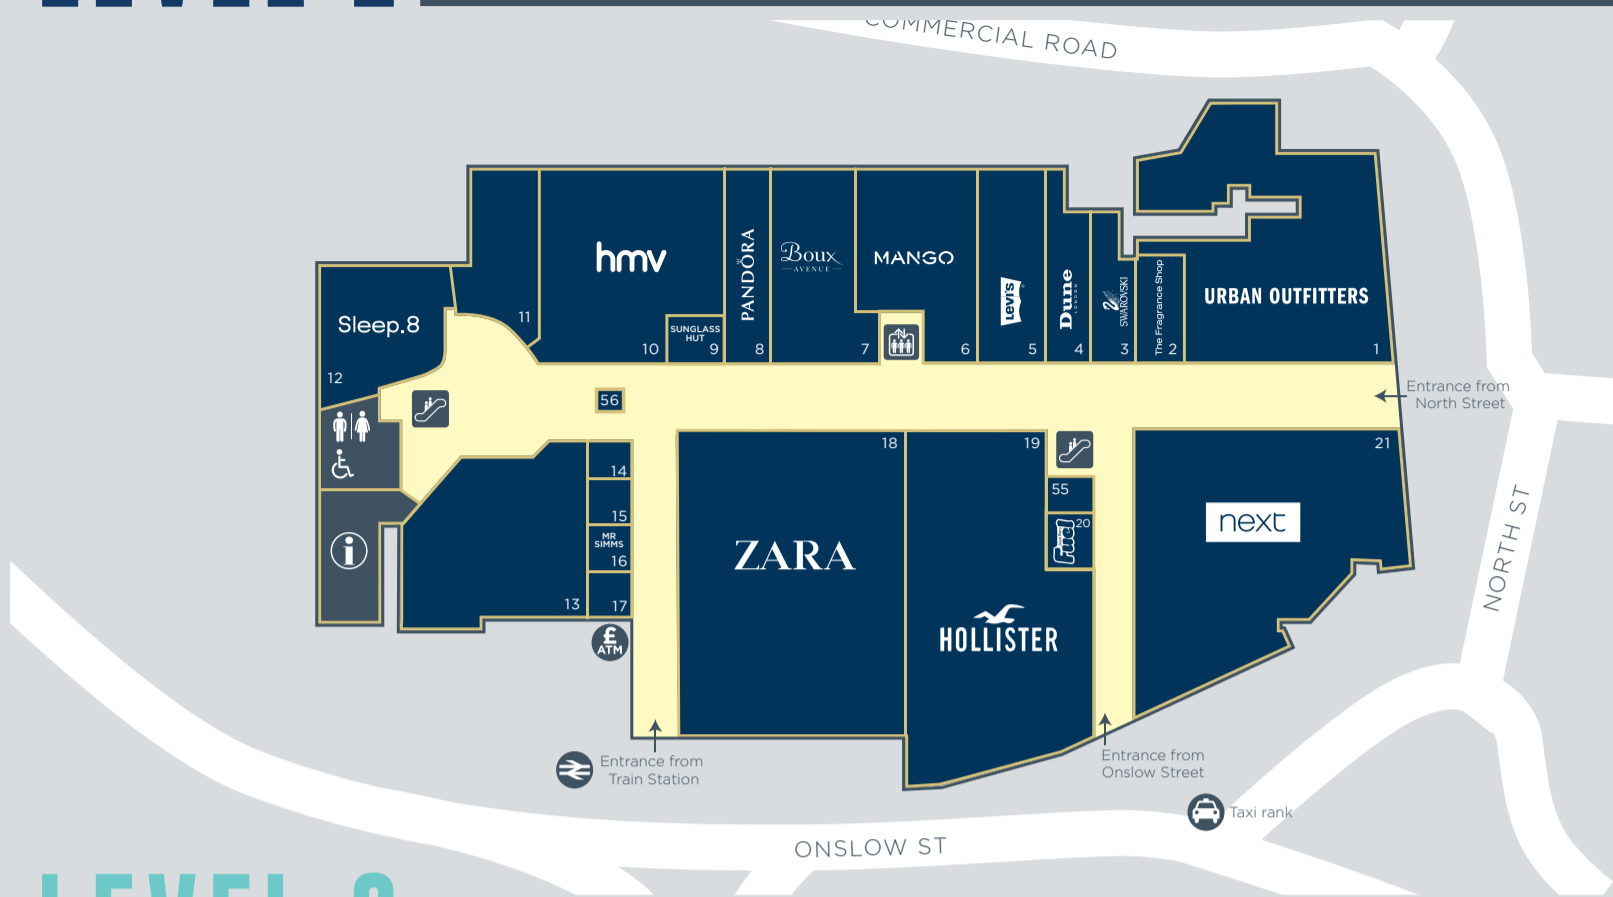 COMMERCIAL ROAD
URBAN OUTFITTERS
1
The Fragrance Shop
2
SWAROVSKI
3
Dune
LONDON
4
Levi's
5
MANGO
6
Boux
AVENUE
7
PANDÖRA
8
SUNGLASS
HUT
9
hmv
10
11
Sleep.8
12
56
Entrance from
North Street
13
14
15
MR
SIMMS
16
17
£
ATM
ZARA
18
HOLLISTER
19
55
Fuel
20
next
21
i
NORTH ST
Entrance from
Train Station
Entrance from
Onslow Street
Taxi rank
ONSLOW ST